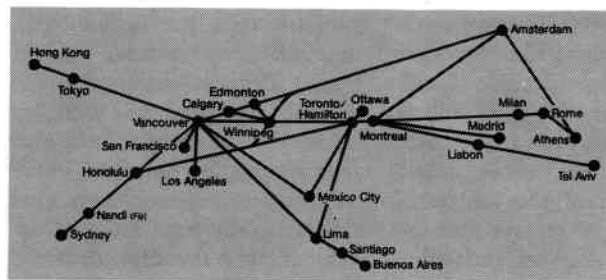 Amsterdam
Hong Kong
Tokyo
Edmonton
Calgary
Toronto/
Hamilton
Ottawa
Milan
Rome
Vancouver
Winnipeg
Montreal
Madrid
Athens
San Francisco
Liabon
Honolulu
Los Angeles
Tel Aviv
Mexico City
Nandi (Fiji)
Sydney
Lima
Santiago
Buenos Aires